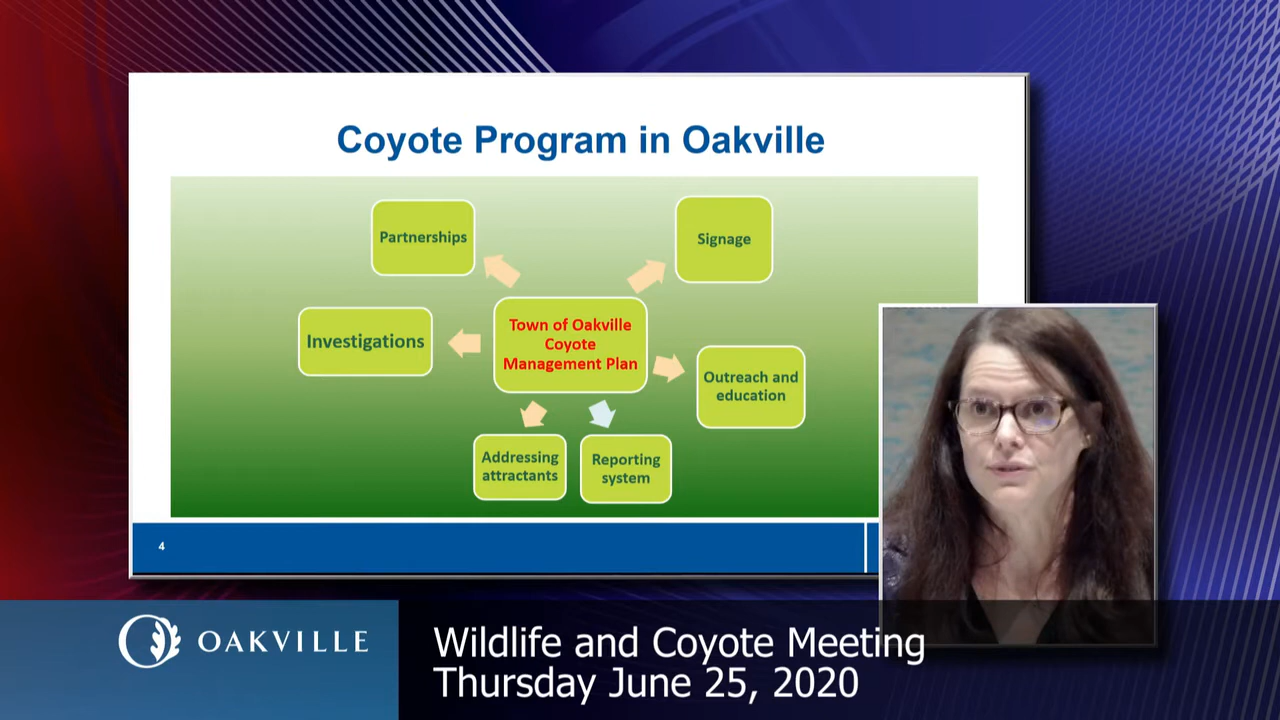 Coyote Program in Oakville
Partnerships
Signage
Investigations
Town of Oakville
Coyote
Management Plan
Outreach and
education
Addressing
attractants
Reporting
system
4
OAKVILLE
Wildlife and Coyote Meeting
Thursday June 25, 2020